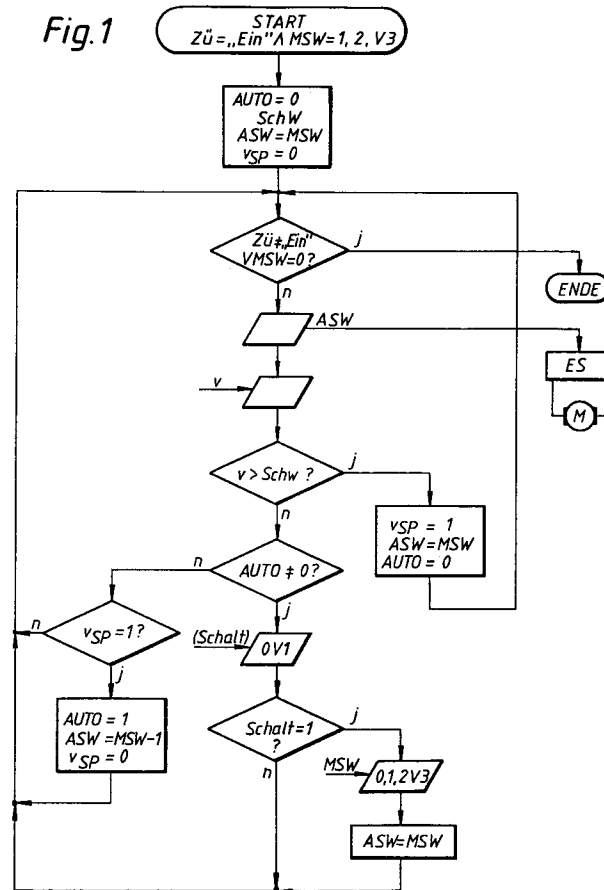 Fig.1
START
Zü=„Ein"ΛMSW=1, 2, V3
AUTO = 0
SchW
ASW=MSW
vSP = 0
Zü≠„Ein"
VMSW=0?
j
n
ENDE
ASW
ES
M
v
v > Schw ?
j
n
vSP = 1
ASW=MSW
AUTO = 0
AUTO ≠ 0?
n
j
vSP = 1?
n
j
(Schalt)
0V1
AUTO = 1
ASW =MSW-1
vSP = 0
Schalt=1
?
j
n
MSW
0,1,2V3
ASW=MSW